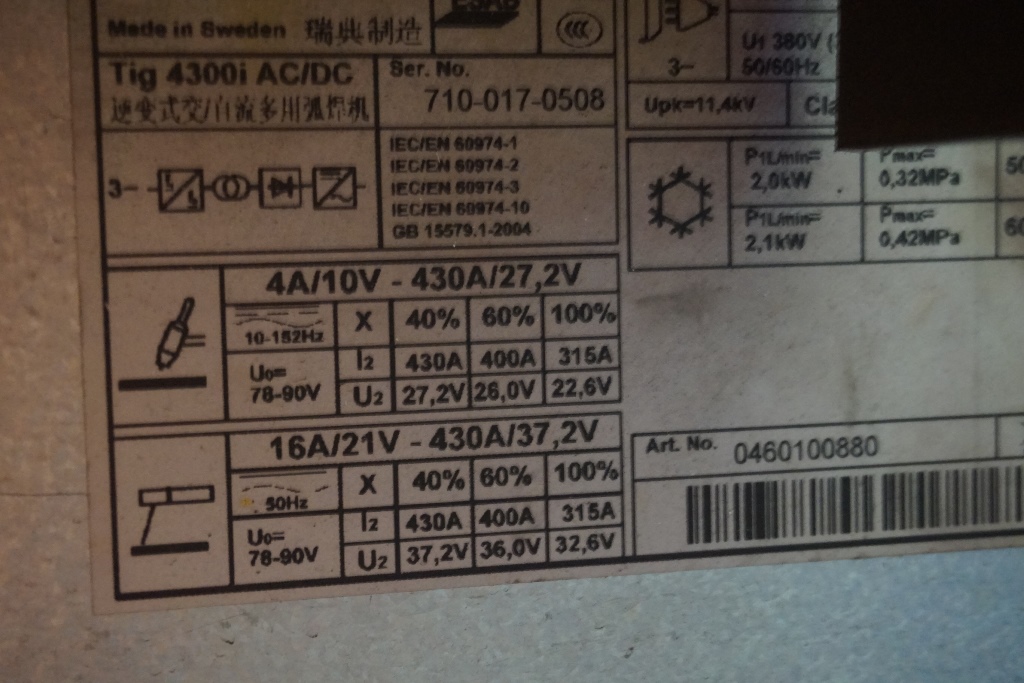 Made in Sweden 瑞典制造
ESAB
CCC
3~
U1 380V
50/60Hz
Tig 4300i AC/DC
逆变式交/直流多用弧焊机
Ser. No.
710-017-0508
Upk=11,4kV
IEC/EN 60974-1
IEC/EN 60974-2
IEC/EN 60974-3
IEC/EN 60974-10
GB 15579.1-2004
3~
P1L/min=
2,0kW
Pmax=
0,32MPa
P1L/min=
2,1kW
Pmax=
0,42MPa
4A/10V - 430A/27,2V
10-152Hz
X 40% 60% 100%
U0=
78-90V
I2 430A 400A 315A
U2 27,2V 26,0V 22,6V
16A/21V - 430A/37,2V
50Hz
X 40% 60% 100%
U0=
78-90V
I2 430A 400A 315A
U2 37,2V 36,0V 32,6V
Art. No. 0460100880